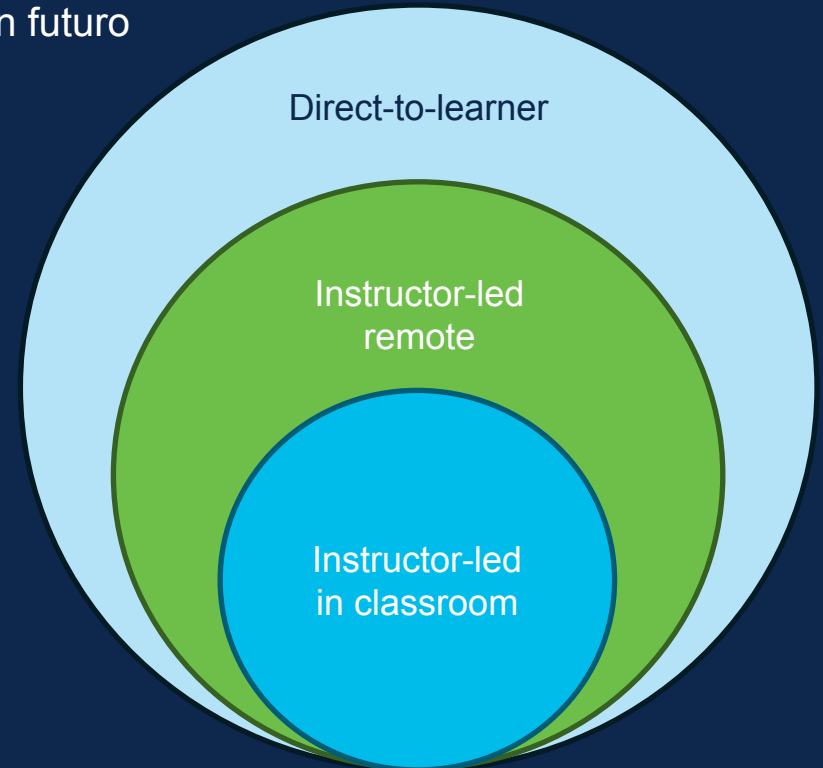 futuro
Direct-to-learner
Instructor-led
remote
Instructor-led
in classroom